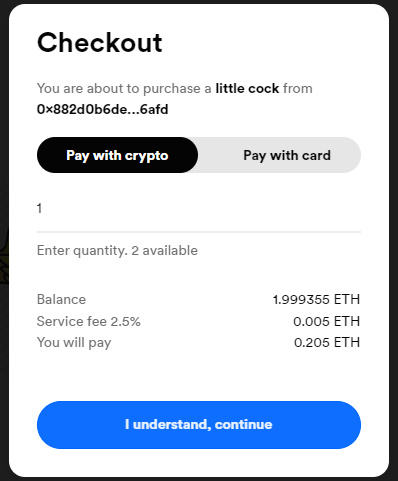 Checkout
You are about to purchase a little cock from
0x882d0b6de...6afd
Pay with crypto Pay with card
1
Enter quantity. 2 available
Balance 1.999355 ETH
Service fee 2.5% 0.005 ETH
You will pay 0.205 ETH
I understand, continue